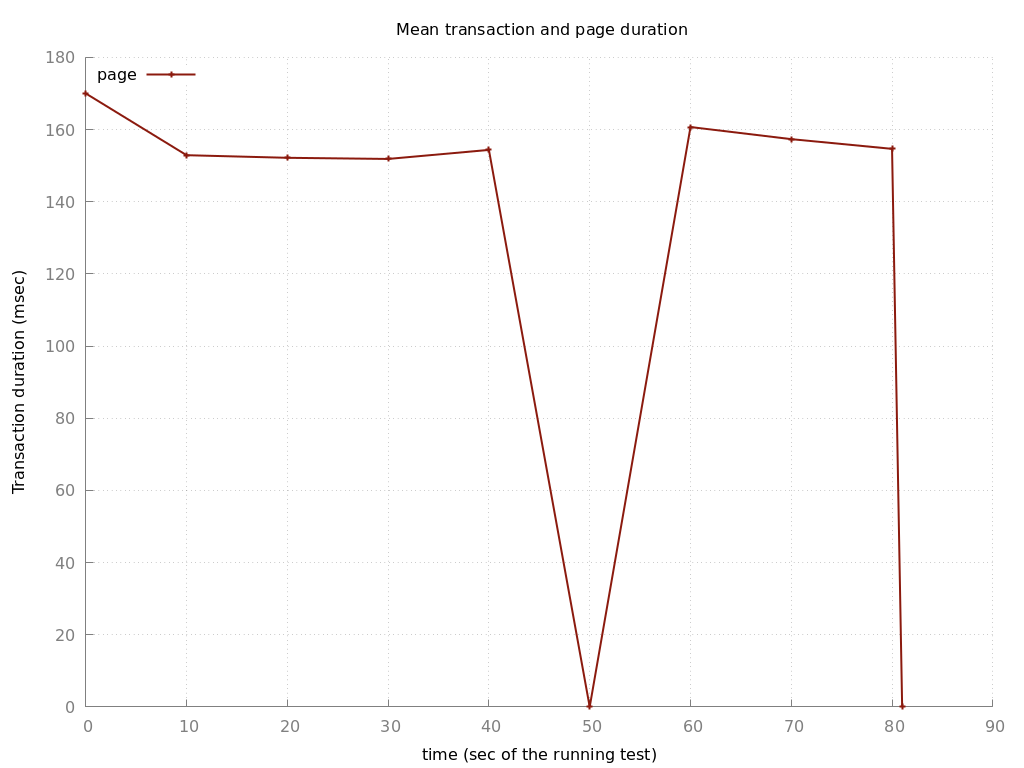 Mean transaction and page duration
180
page
160
140
120
100
80
60
40
20
0
Transaction duration (msec)
0 10 20 30 40 50 60 70 80 90
time (sec of the running test)